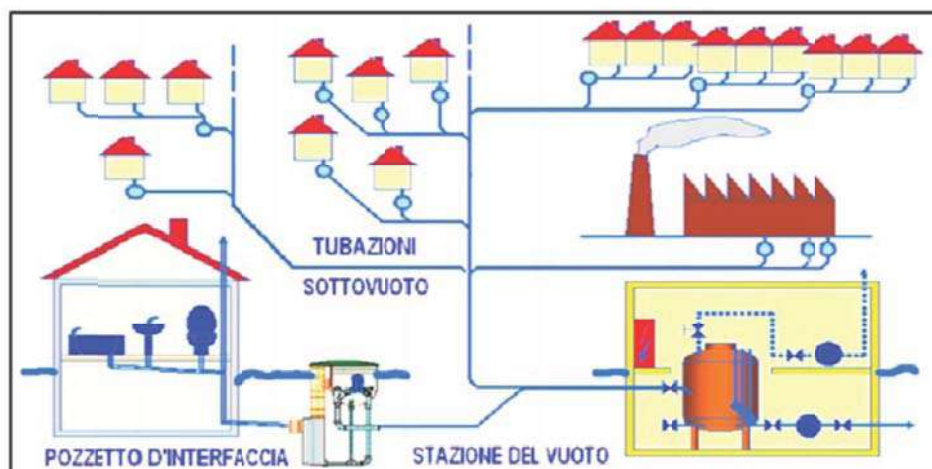 TUBAZIONI
SOTTOVUOTO
POZZETTO D'INTERFACCIA
STAZIONE DEL VUOTO